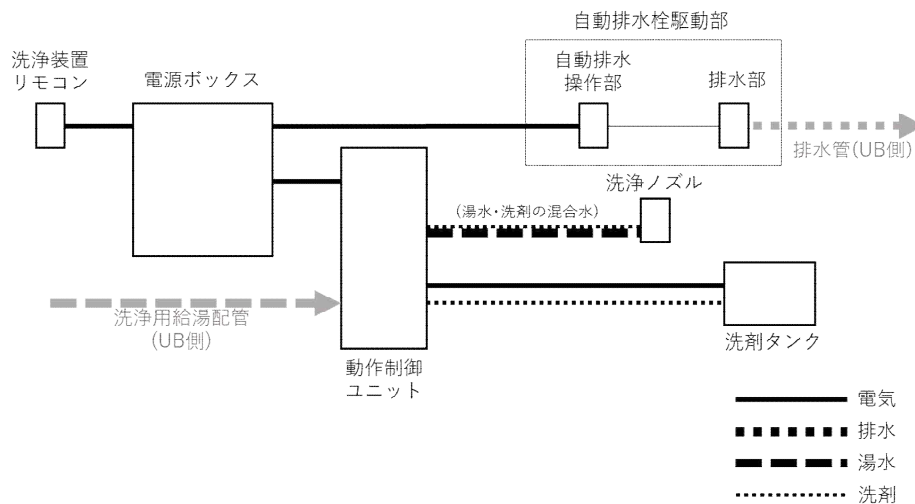 自動排水栓駆動部
洗浄装置
リモコン
電源ボックス
自動排水
操作部
排水部
排水管(UB側)
洗浄ノズル
(湯水・洗剤の混合水)
洗浄用給湯配管
(UB側)
動作制御
ユニット
洗剤タンク
電気
排水
湯水
洗剤